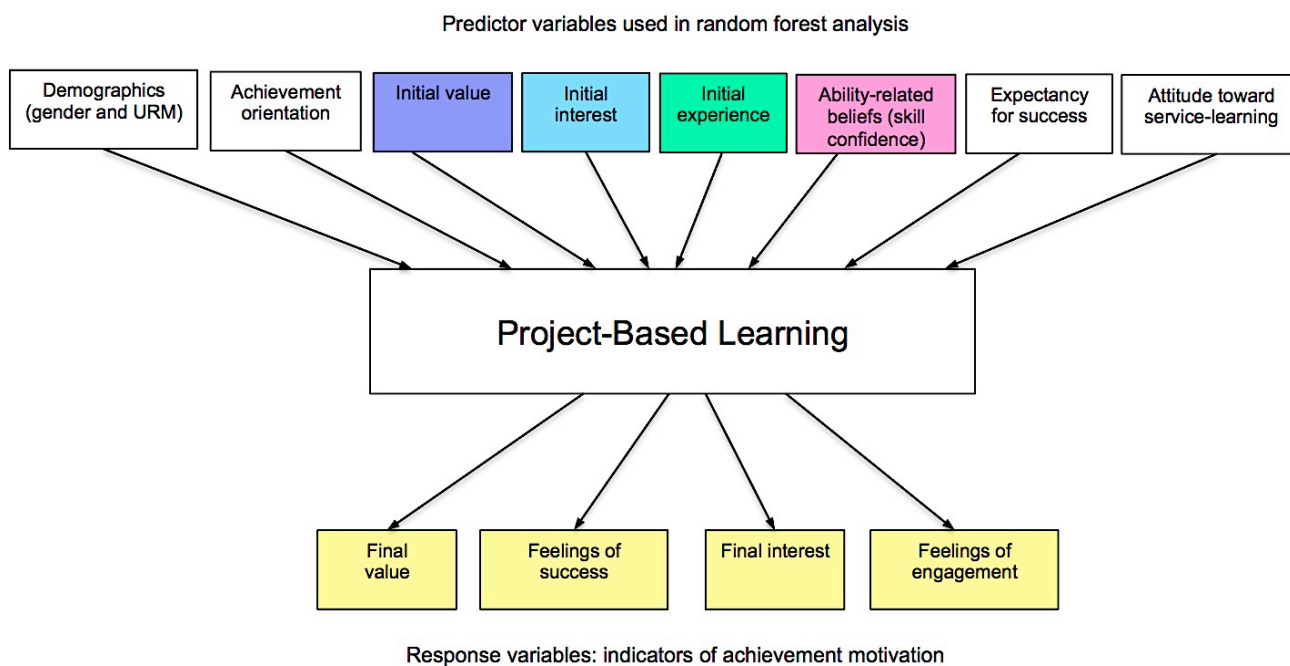 Predictor variables used in random forest analysis
Demographics
(gender and URM)
Achievement
orientation
Initial value
Initial
interest
Initial
experience
Ability-related
beliefs (skill
confidence)
Expectancy
for success
Attitude toward
service-learning
Project-Based Learning
Final
value
Feelings of
success
Final interest
Feelings of
engagement
Response variables: indicators of achievement motivation